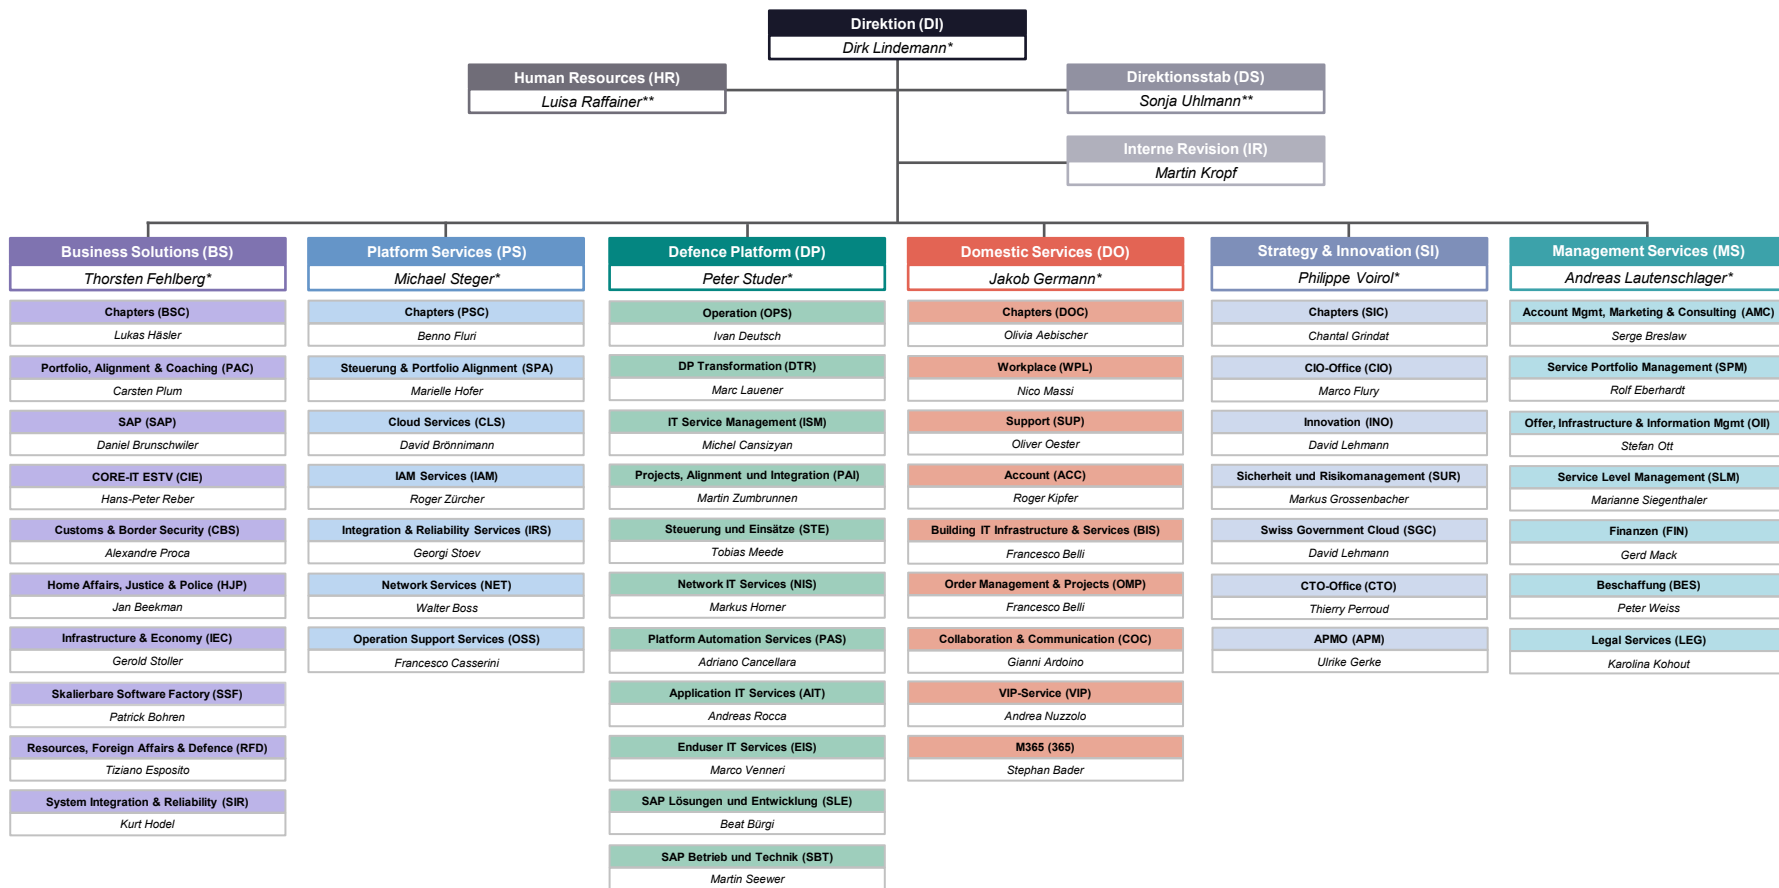 Direktion (DI)
Dirk Lindemann*
Human Resources (HR)
Luisa Raffainer**
Direktionsstab (DS)
Sonja Uhlmann**
Interne Revision (IR)
Martin Kropf
Business Solutions (BS)
Thorsten Fehlberg*
Chapters (BSC)
Lukas Häsler
Portfolio, Alignment & Coaching (PAC)
Carsten Plum
SAP (SAP)
Daniel Brunschwiler
CORE-IT ESTV (CIE)
Hans-Peter Reber
Customs & Border Security (CBS)
Alexandre Proca
Home Affairs, Justice & Police (HJP)
Jan Beekman
Infrastructure & Economy (IEC)
Gerold Stoller
Skalierbare Software Factory (SSF)
Patrick Bohren
Resources, Foreign Affairs & Defence (RFD)
Tiziano Esposito
System Integration & Reliability (SIR)
Kurt Hodel
Platform Services (PS)
Michael Steger*
Chapters (PSC)
Benno Fluri
Steuerung & Portfolio Alignment (SPA)
Marielle Hofer
Cloud Services (CLS)
David Brönnimann
IAM Services (IAM)
Roger Zürcher
Integration & Reliability Services (IRS)
Georgi Stoev
Network Services (NET)
Walter Boss
Operation Support Services (OSS)
Francesco Casserini
Defence Platform (DP)
Peter Studer*
Operation (OPS)
Ivan Deutsch
DP Transformation (DTR)
Marc Lauener
IT Service Management (ISM)
Michel Cansizyan
Projects, Alignment und Integration (PAI)
Martin Zumbrunnen
Steuerung und Einsätze (STE)
Tobias Meede
Network IT Services (NIS)
Markus Horner
Platform Automation Services (PAS)
Adriano Cancellara
Application IT Services (AIT)
Andreas Rocca
Enduser IT Services (EIS)
Marco Venneri
SAP Lösungen und Entwicklung (SLE)
Beat Bürgi
SAP Betrieb und Technik (SBT)
Martin Seewer
Domestic Services (DO)
Jakob Germann*
Chapters (DOC)
Olivia Aebischer
Workplace (WPL)
Nico Massi
Support (SUP)
Oliver Oester
Account (ACC)
Roger Kipfer
Building IT Infrastructure & Services (BIS)
Francesco Belli
Order Management & Projects (OMP)
Francesco Belli
Collaboration & Communication (COC)
Gianni Ardoino
VIP-Service (VIP)
Andrea Nuzzolo
M365 (365)
Stephan Bader
Strategy & Innovation (SI)
Philippe Voirol*
Chapters (SIC)
Chantal Grindat
CIO-Office (CIO)
Marco Flury
Innovation (INO)
David Lehmann
Sicherheit und Risikomanagement (SUR)
Markus Grossenbacher
Swiss Government Cloud (SGC)
David Lehmann
CTO-Office (CTO)
Thierry Perroud
APMO (APM)
Ulrike Gerke
Management Services (MS)
Andreas Lautenschlager*
Account Mgmt, Marketing & Consulting (AMC)
Serge Breslaw
Service Portfolio Management (SPM)
Rolf Eberhardt
Offer, Infrastructure & Information Mgmt (OII)
Stefan Ott
Service Level Management (SLM)
Marianne Siegenthaler
Finanzen (FIN)
Gerd Mack
Beschaffung (BES)
Peter Weiss
Legal Services (LEG)
Karolina Kohout